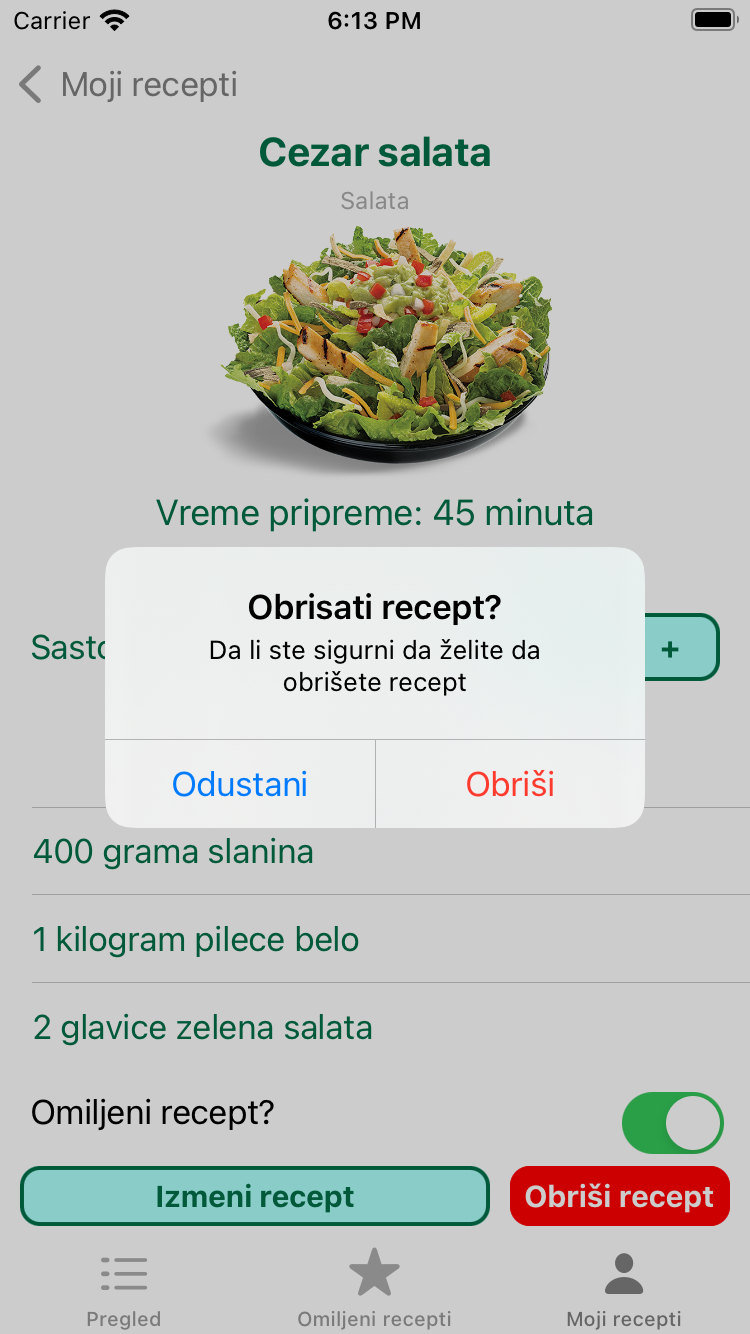 Carrier 6:13 PM
Moji recepti
Cezar salata
Salata
Vreme pripreme: 45 minuta
Obrisati recept?
Da li ste sigurni da želite da
obrišete recept
+
Odustani Obriši
400 grama slanina
1 kilogram pilece belo
2 glavice zelena salata
Omiljeni recept?
Izmeni recept Obriši recept
Pregled Omiljeni recepti Moji recepti